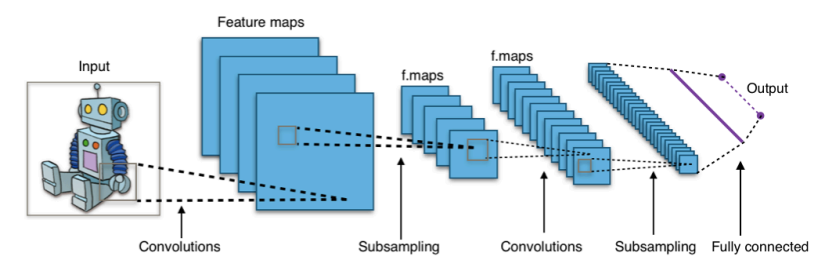 Feature maps
Input
f.maps
f.maps
Output
Convolutions
Subsampling
Convolutions
Subsampling
Fully connected